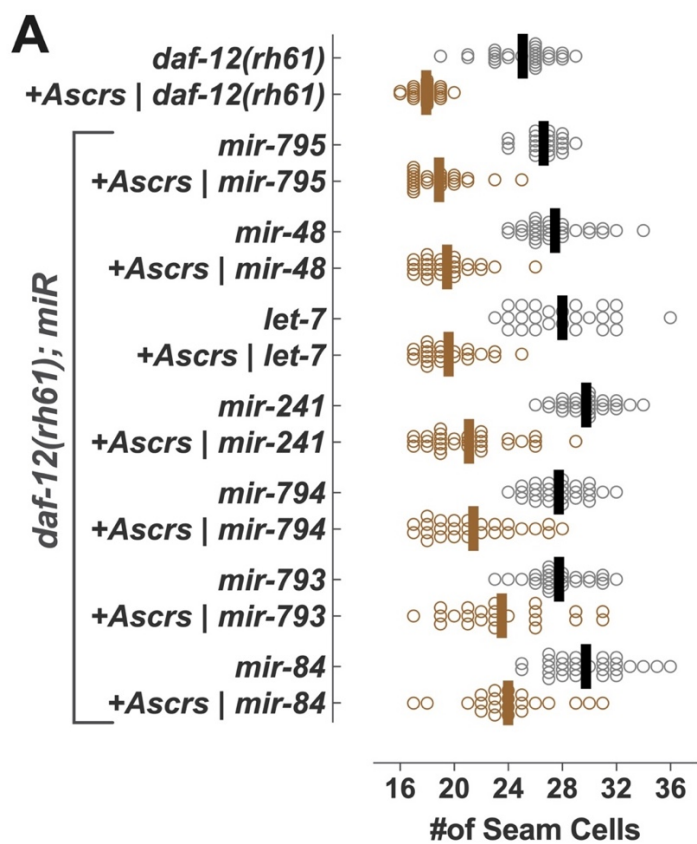 A
daf-12(rh61)
+Ascrs | daf-12(rh61)
mir-795
+Ascrs | mir-795
mir-48
+Ascrs | mir-48
let-7
+Ascrs | let-7
mir-241
+Ascrs | mir-241
mir-794
+Ascrs | mir-794
mir-793
+Ascrs | mir-793
mir-84
+Ascrs | mir-84
daf-12(rh61); miR
16 20 24 28 32 36
#of Seam Cells